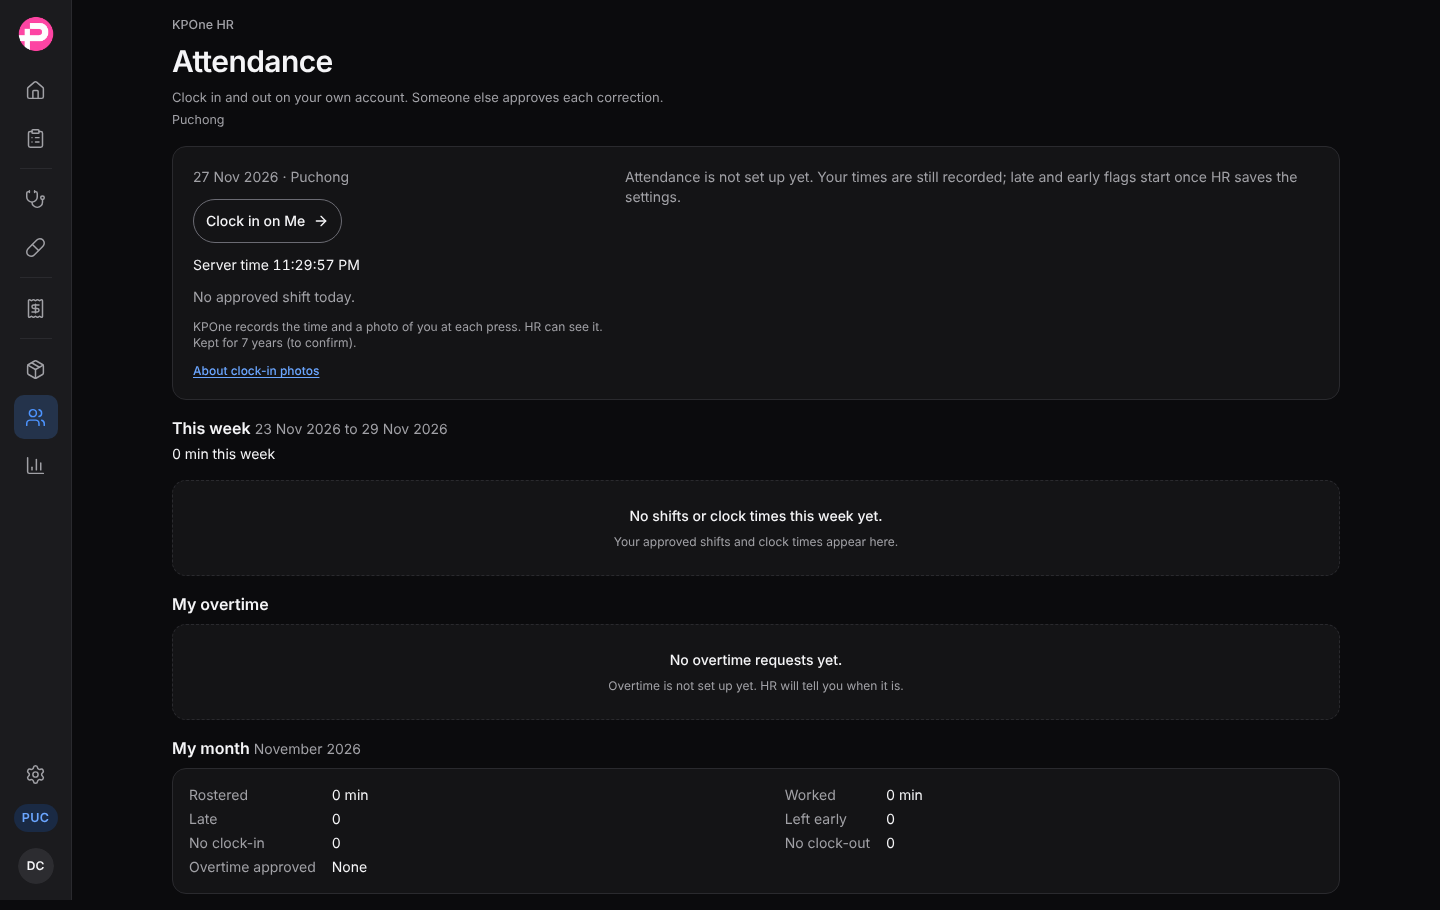 KPOne HR
Attendance
Clock in and out on your own account. Someone else approves each correction.
Puchong
27 Nov 2026 · Puchong
Clock in on Me →
Server time 11:29:57 PM
No approved shift today.
KPOne records the time and a photo of you at each press. HR can see it.
Kept for 7 years (to confirm).
About clock-in photos
Attendance is not set up yet. Your times are still recorded; late and early flags start once HR saves the
settings.
This week 23 Nov 2026 to 29 Nov 2026
0 min this week
No shifts or clock times this week yet.
Your approved shifts and clock times appear here.
My overtime
No overtime requests yet.
Overtime is not set up yet. HR will tell you when it is.
My month November 2026
Rostered 0 min
Worked 0 min
Late 0
Left early 0
No clock-in 0
No clock-out 0
Overtime approved None
PUC
DC